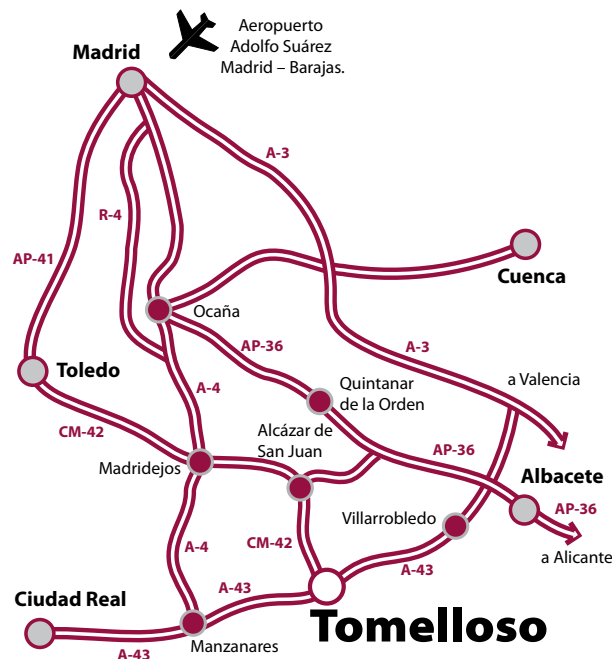 Aeropuerto
Adolfo Suárez
Madrid – Barajas.
Madrid
A-3
R-4
AP-41
Cuenca
Ocaña
AP-36
A-3
Toledo
a Valencia
A-4
Quintanar
de la Orden
CM-42
Alcázar de
San Juan
Madridejos
AP-36
Albacete
AP-36
Villarrobledo
A-4
CM-42
a Alicante
A-43
A-43
Ciudad Real
Tomelloso
Manzanares
A-43